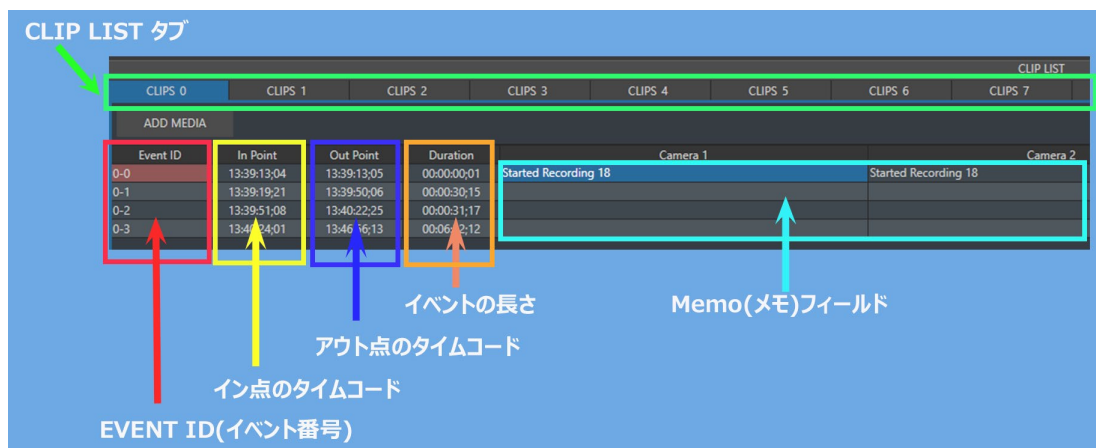 CLIP LIST タブ
CLIP LIST
CLIPS 0 CLIPS 1 CLIPS 2 CLIPS 3 CLIPS 4 CLIPS 5 CLIPS 6 CLIPS 7
ADD MEDIA
Event ID In Point Out Point Duration Camera 1 Camera 2
0-0 13:39:13;04 13:39:13;05 00:00:00;01 Started Recording 18 Started Recording 18
0-1 13:39:19;21 13:39:50;06 00:00:30;15
0-2 13:39:51;08 13:40:22;25 00:00:31;17
0-3
イベントの長さ
Memo(メモ)フィールド
アウト点のタイムコード
イン点のタイムコード
EVENT ID(イベント番号)